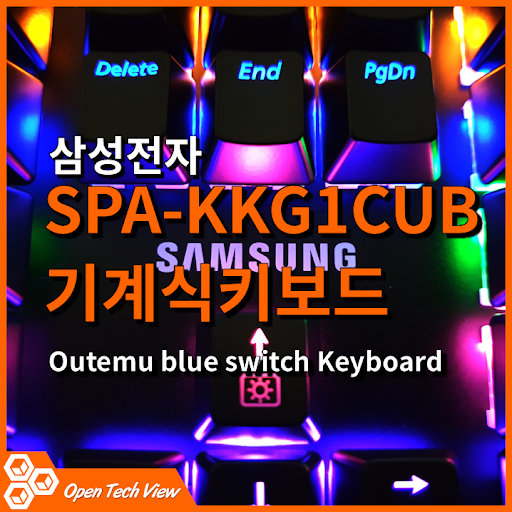 Delete End PgDn
삼성전자
SPA-KKG1CUB
SAMSUNG
기계식키보드
Outemu blue switch Keyboard
Open Tech View